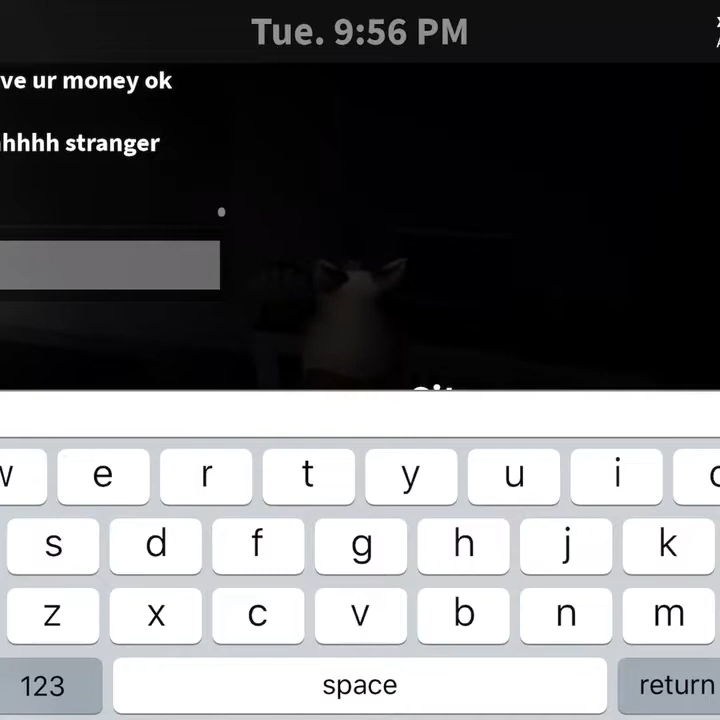 Tue. 9:56 PM
ve ur money ok
hhhh stranger
w e r t y u i
s d f g h j k
z x c v b n m
123 space return